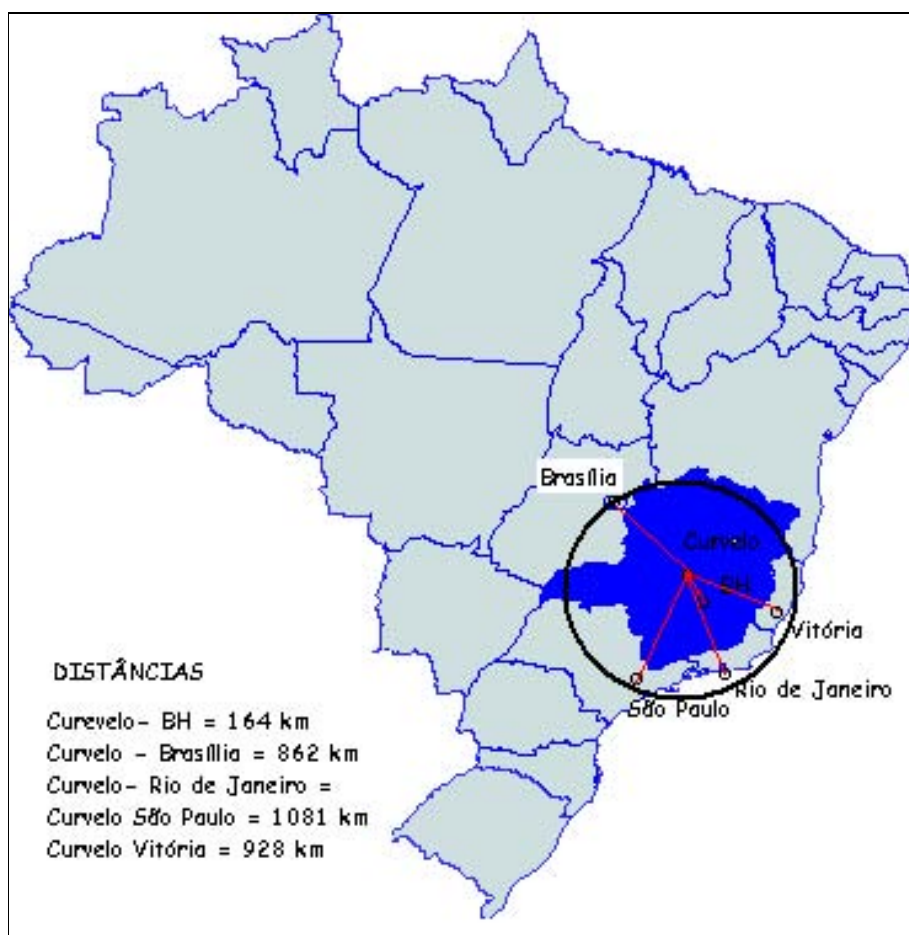 Brasília
Curvelo
BH
Vitória
Rio de Janeiro
São Paulo
DISTÂNCIAS
Curevelo- BH = 164 km
Curvelo - Brasília = 862 km
Curvelo- Rio de Janeiro =
Curvelo São Paulo = 1081 km
Curvelo Vitória = 928 km